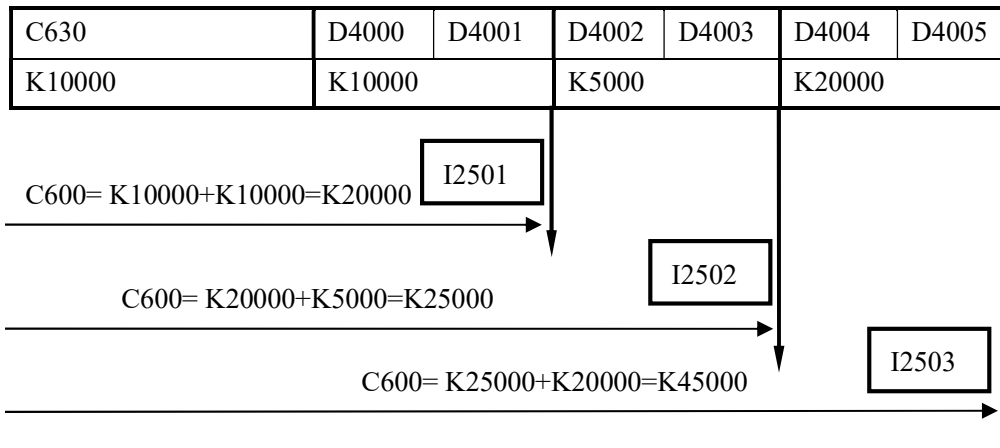 C630 D4000 D4001 D4002 D4003 D4004 D4005
K10000 K10000 K5000 K20000
I2501
C600= K10000+K10000=K20000
I2502
C600= K20000+K5000=K25000
I2503
C600= K25000+K20000=K45000